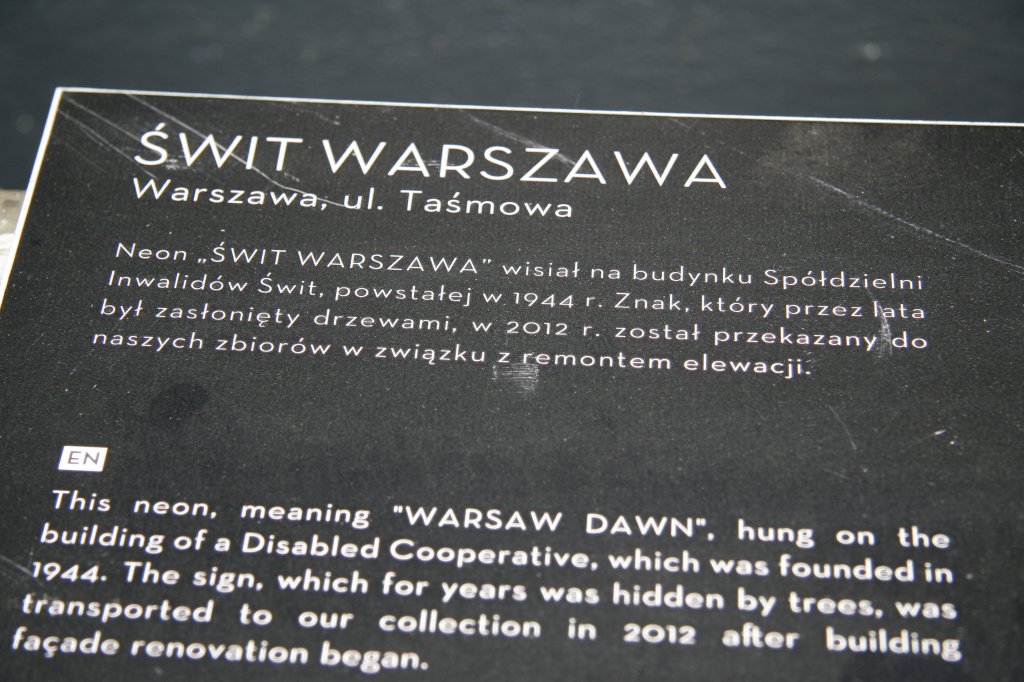 ŚWIT WARSZAWA
Warszawa, ul. Taśmowa
Neon „ŚWIT WARSZAWA” wisiał na budynku Spółdzielni
Inwalidów Świt, powstałej w 1944 r. Znak, który przez lata
był zasłonięty drzewami, w 2012 r. został przekazany do
naszych zbiorów w związku z remontem elewacji.
EN
This neon, meaning "WARSAW DAWN", hung on the
building of a Disabled Cooperative, which was founded in
1944. The sign, which for years was hidden by trees, was
transported to our collection in 2012 after building
façade renovation began.